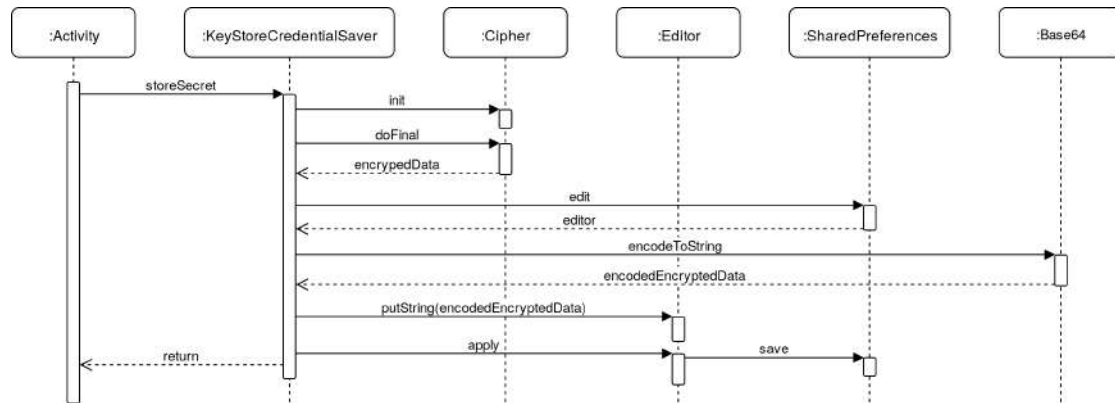 :Activity
:KeyStoreCredentialSaver
:Cipher
:Editor
:SharedPreferences
:Base64
storeSecret
init
doFinal
encrypedData
edit
editor
encodeToString
encodedEncryptedData
putString(encodedEncryptedData)
apply
save
return